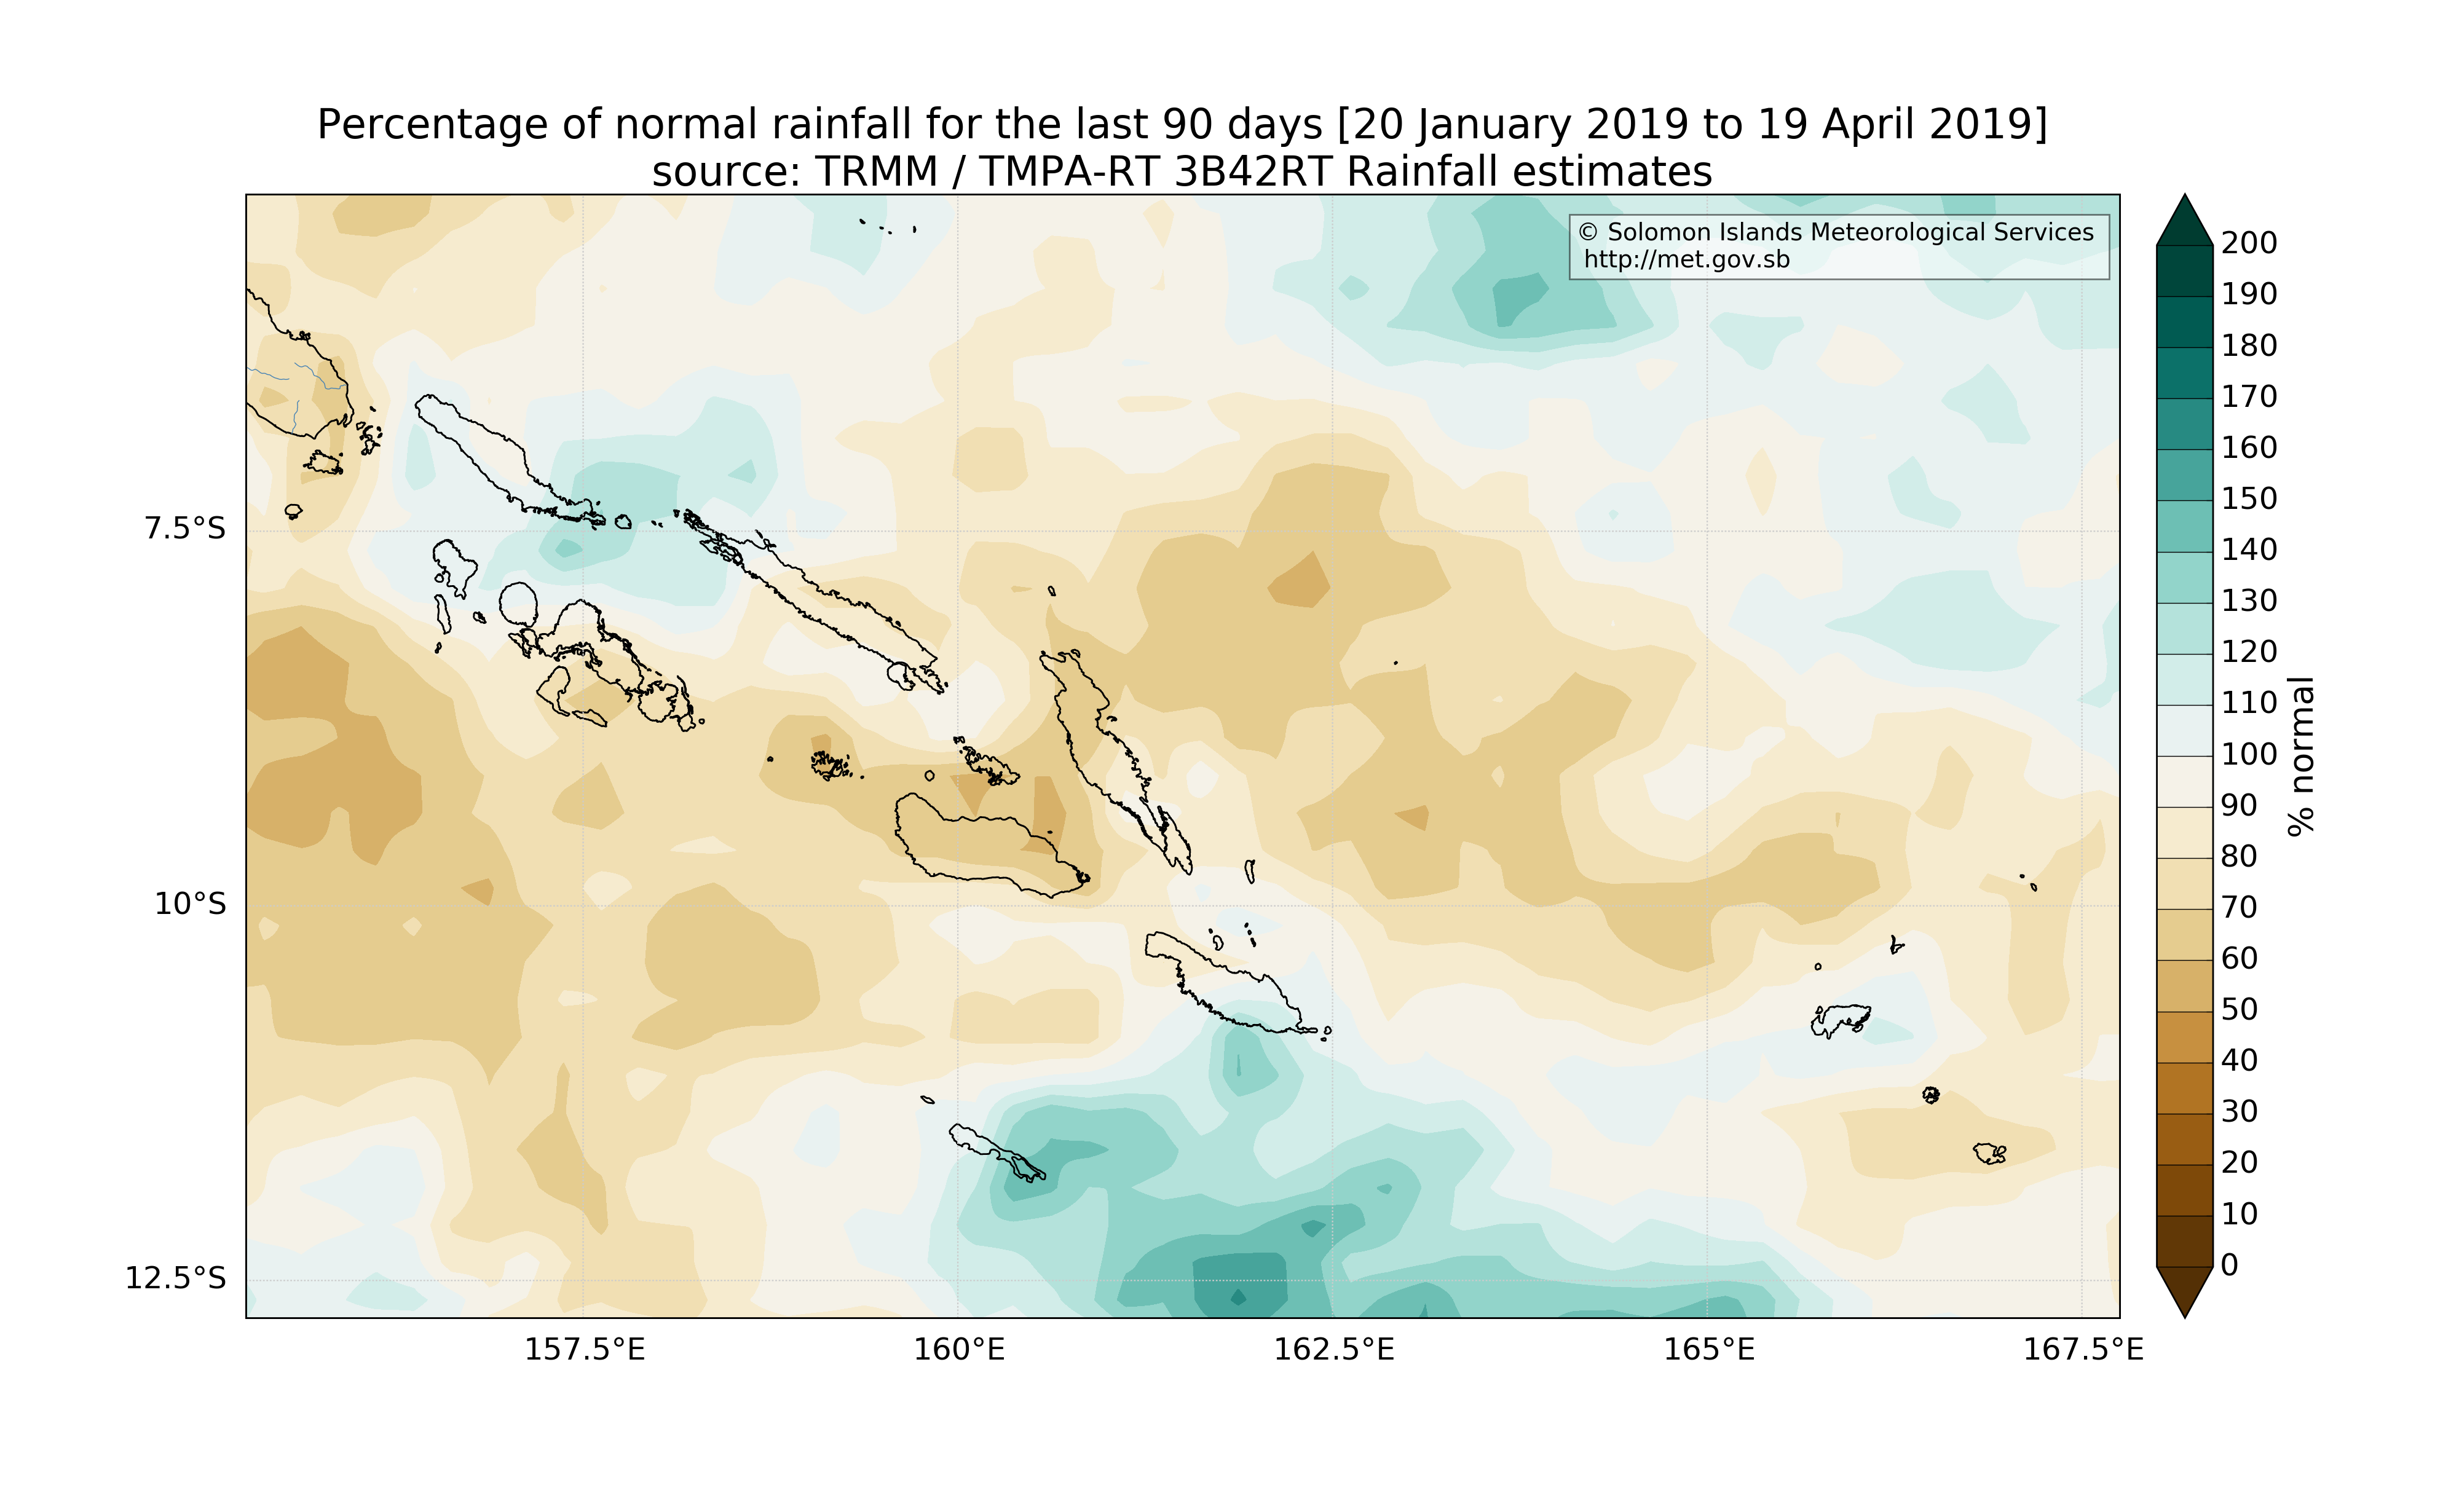 Percentage of normal rainfall for the last 90 days [20 January 2019 to 19 April 2019]
source: TRMM / TMPA-RT 3B42RT Rainfall estimates
© Solomon Islands Meteorological Services
http://met.gov.sb
7.5°S
10°S
12.5°S
157.5°E
160°E
162.5°E
165°E
167.5°E
200
190
180
170
160
150
140
130
120
110
100
90
80
70
60
50
40
30
20
10
0
% normal